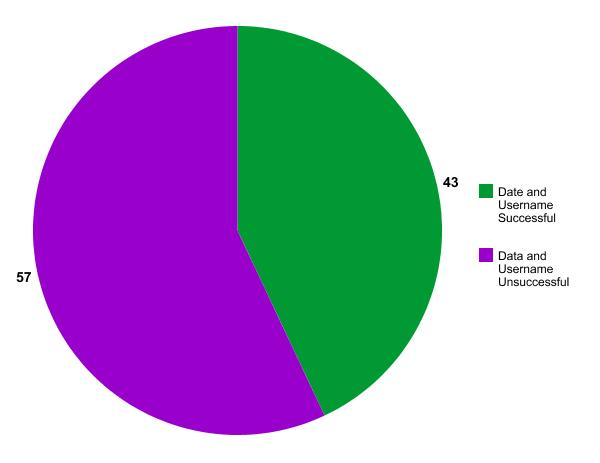 43
Date and
Username
Successful
Data and
Username
Unsuccessful
57